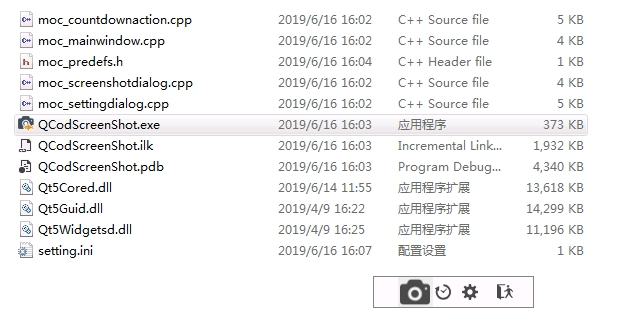 moc_countdownaction.cpp 2019/6/16 16:02 C++ Source file 5 KB
moc_mainwindow.cpp 2019/6/16 16:02 C++ Source file 4 KB
moc_predefs.h 2019/6/16 16:04 C++ Header file 1 KB
moc_screenshotdialog.cpp 2019/6/16 16:02 C++ Source file 4 KB
moc_settingdialog.cpp 2019/6/16 16:02 C++ Source file 5 KB
QCodScreenShot.exe 2019/6/16 16:03 应用程序 373 KB
QCodScreenShot.ilk 2019/6/16 16:03 Incremental Link... 1,932 KB
QCodScreenShot.pdb 2019/6/16 16:03 Program Debug... 4,340 KB
Qt5Cored.dll 2019/6/14 11:55 应用程序扩展 13,618 KB
Qt5Guid.dll 2019/4/9 16:22 应用程序扩展 14,299 KB
Qt5Widgetsd.dll 2019/4/9 16:25 应用程序扩展 11,196 KB
setting.ini 2019/6/16 16:07 配置设置 1 KB